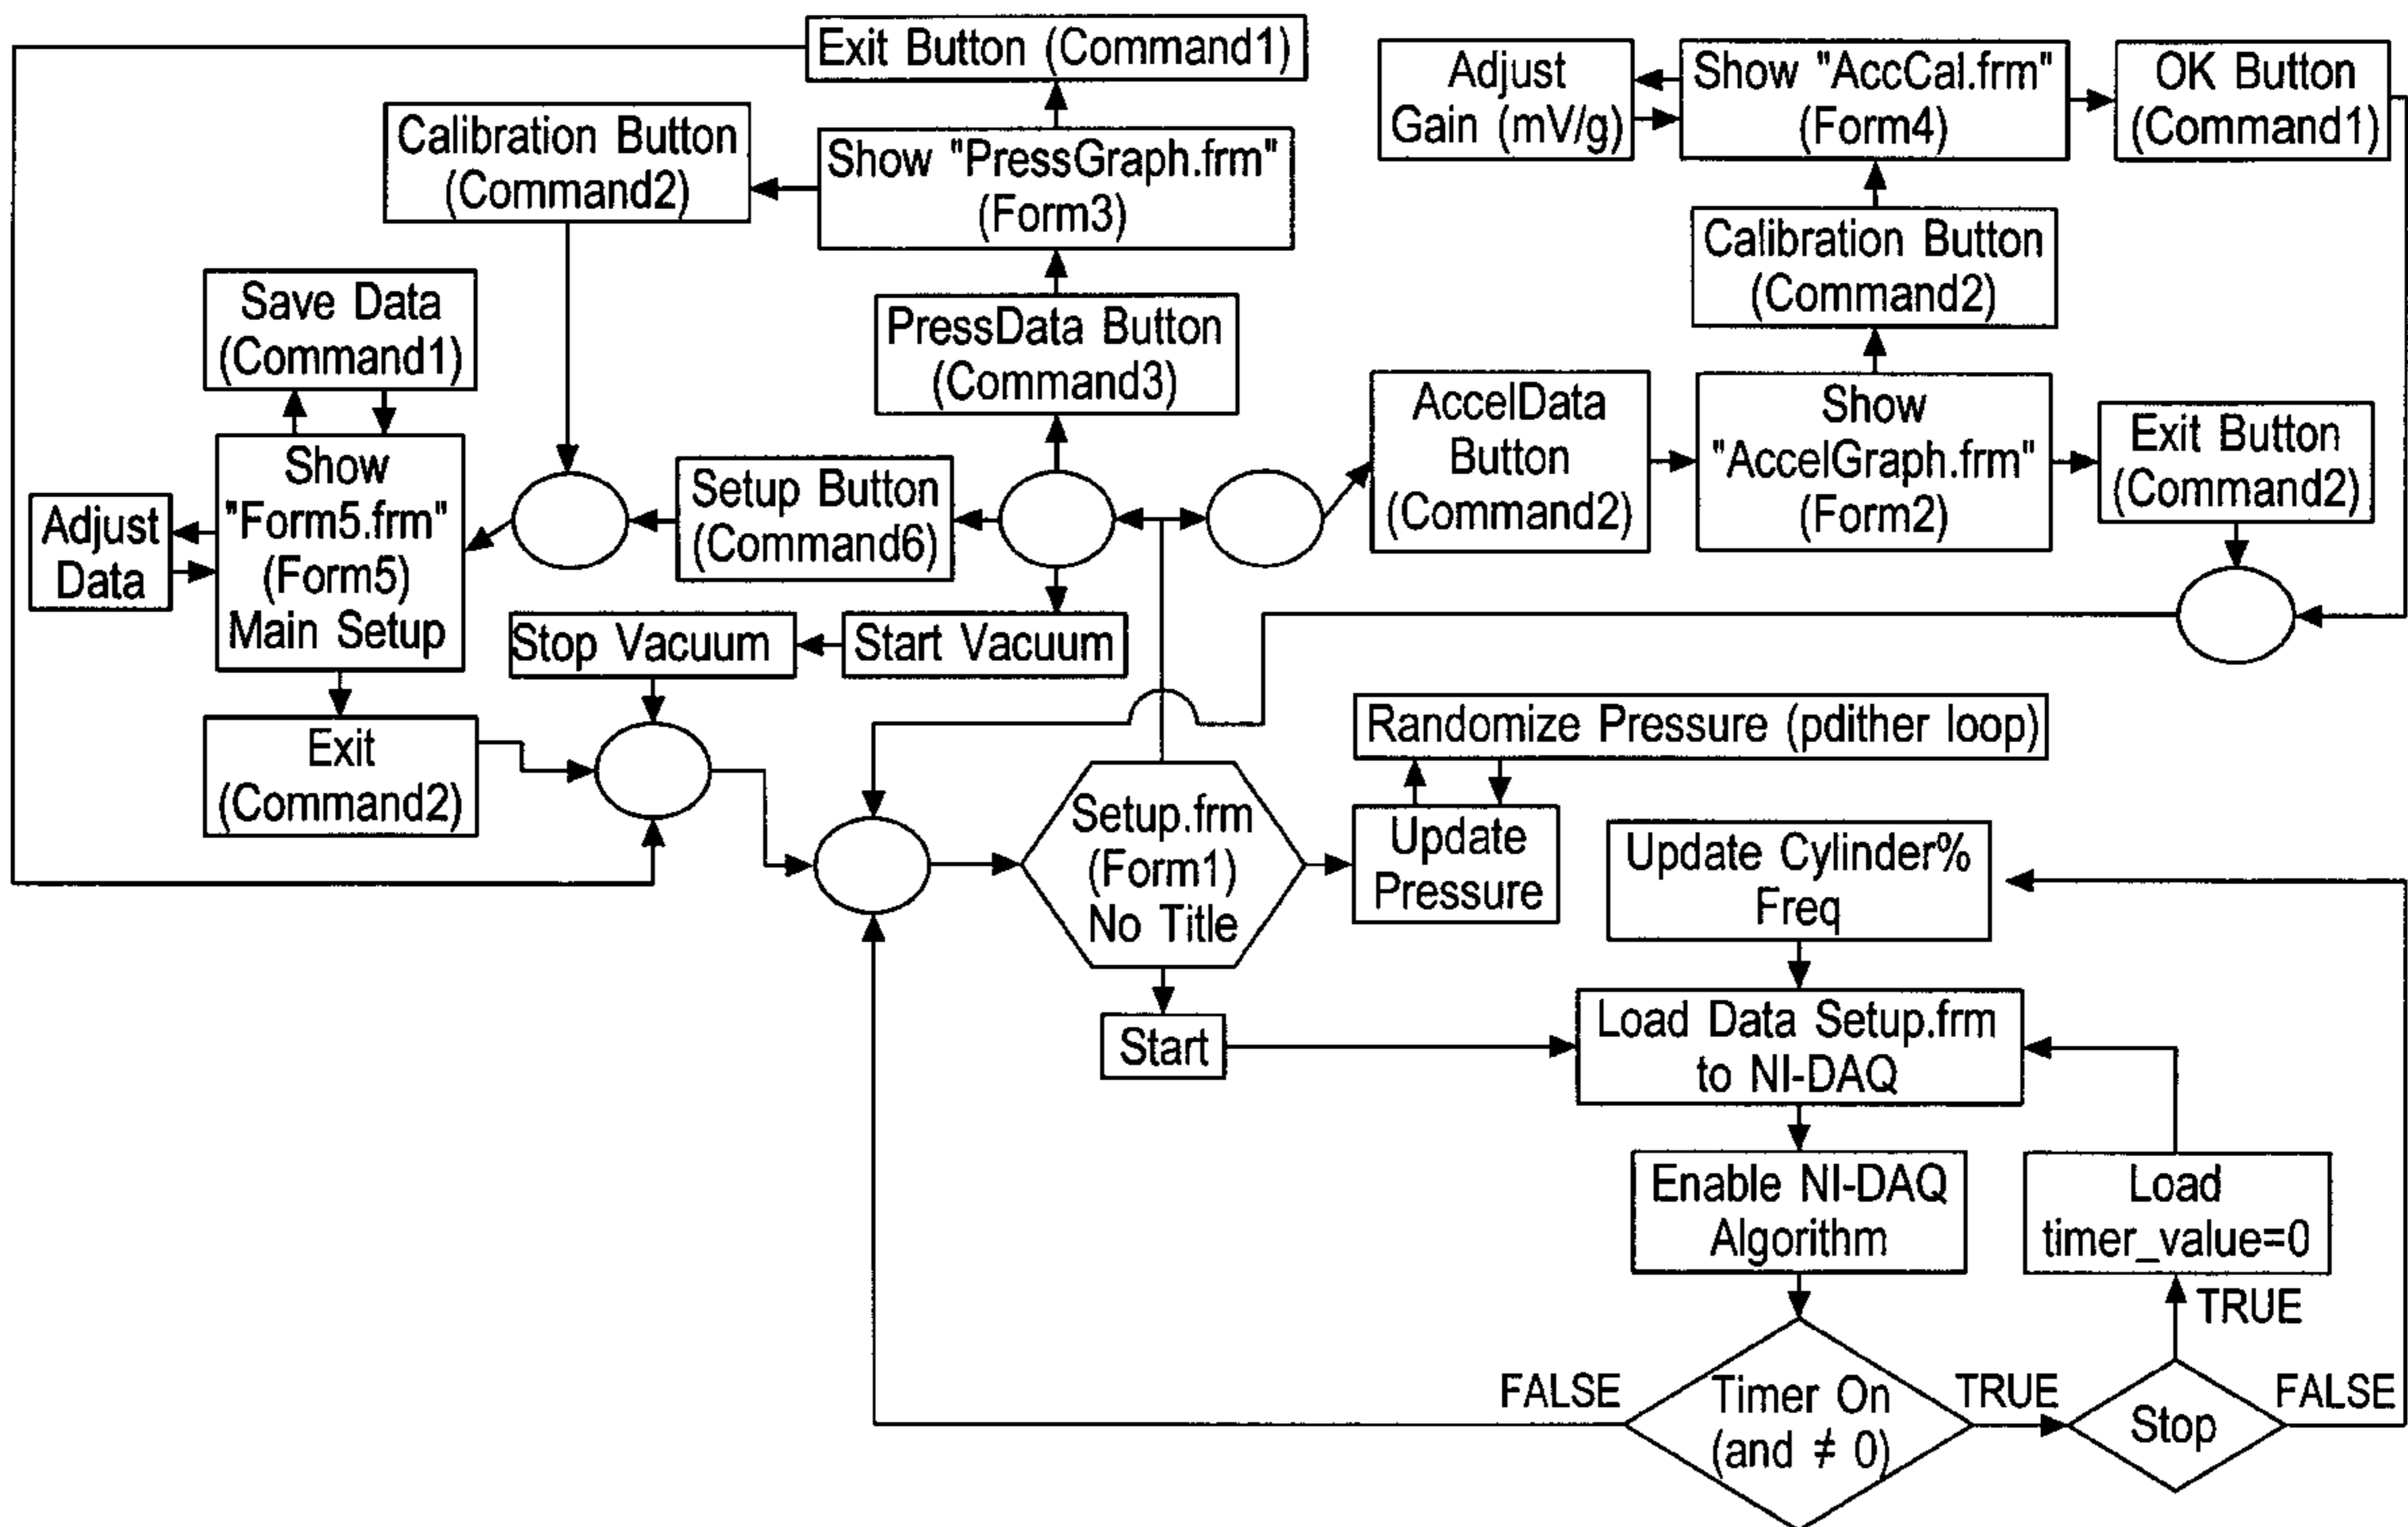 Exit Button (Command1)
Adjust
Gain (mV/g)
Show "AccCal.frm"
(Form4)
OK Button
(Command1)
Calibration Button
(Command2)
Show "PressGraph.frm"
(Form3)
Calibration Button
(Command2)
Save Data
(Command1)
PressData Button
(Command3)
AccelData
Button
(Command2)
Show
"AccelGraph.frm"
(Form2)
Exit Button
(Command2)
Show
"Form5.frm"
(Form5)
Main Setup
Adjust
Data
Setup Button
(Command6)
Stop Vacuum
Start Vacuum
Exit
(Command2)
Randomize Pressure (pdither loop)
Setup.frm
(Form1)
No Title
Update
Pressure
Update Cylinder%
Freq
Start
Load Data Setup.frm
to NI-DAQ
Enable NI-DAQ
Algorithm
Load
timer_value=0
TRUE
FALSE
Timer On
(and ≠ 0)
TRUE
Stop
FALSE